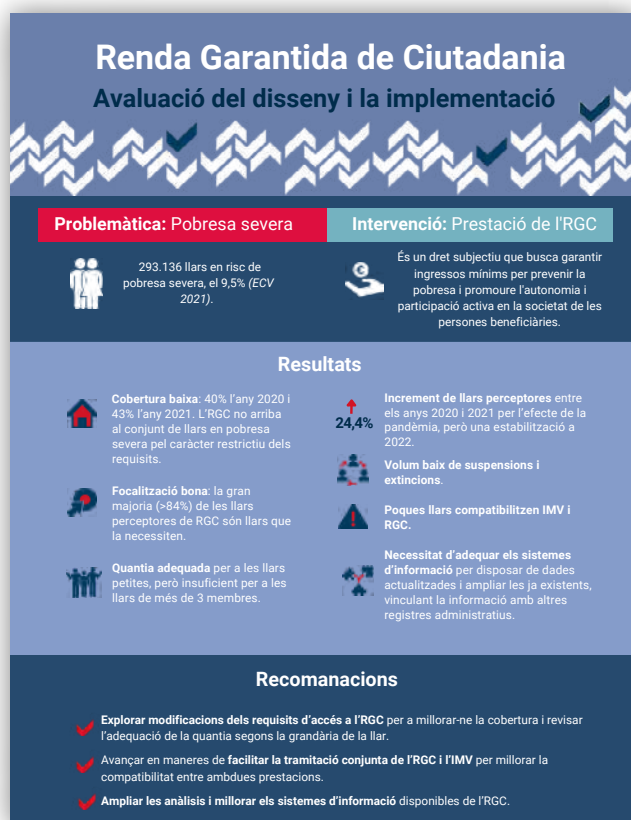 Renda Garantida de Ciutadania
Avaluació del disseny i la implementació
Problemàtica: Pobresa severa
293.136 llars en risc de
pobresa severa, el 9,5% (ECV
2021).
Intervenció: Prestació de l'RGC
És un dret subjectiu que busca garantir
ingressos mínims per prevenir la
pobresa i promoure l'autonomia i
participació activa en la societat de les
persones beneficiàries.
Resultats
Cobertura baixa: 40% l'any 2020 i
43% l'any 2021. L'RGC no arriba
al conjunt de llars en pobresa
severa pel caràcter restrictiu dels
requisits.
Focalització bona: la gran
majoria (>84%) de les llars
perceptores de RGC són llars que
la necessiten.
Quantia adequada per a les llars
petites, però insuficient per a les
llars de més de 3 membres.
24,4%
Increment de llars perceptores entre
els anys 2020 i 2021 per l'efecte de la
pandèmia, però una estabilització a
2022.
Volum baix de suspensions i
extincions.
Poques llars compatibilitzen IMV i
RGC.
Necessitat d'adequar els sistemes
d'informació per disposar de dades
actualitzades i ampliar les ja existents,
vinculant la informació amb altres
registres administratius.
Recomanacions
Explorar modificacions dels requisits d'accés a l'RGC per a millorar-ne la cobertura i revisar
l'adequació de la quantia segons la grandària de la llar.
Avançar en maneres de facilitar la tramitació conjunta de l'RGC i l'IMV per millorar la
compatibilitat entre ambdues prestacions.
Ampliar les anàlisis i millorar els sistemes d'informació disponibles de l'RGC.